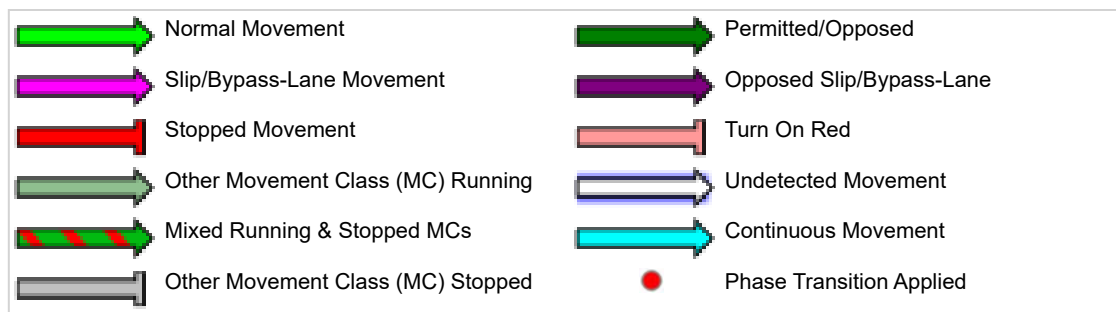 Normal Movement
Permitted/Opposed
Slip/Bypass-Lane Movement
Opposed Slip/Bypass-Lane
Stopped Movement
Turn On Red
Other Movement Class (MC) Running
Undetected Movement
Mixed Running & Stopped MCs
Continuous Movement
Other Movement Class (MC) Stopped
Phase Transition Applied